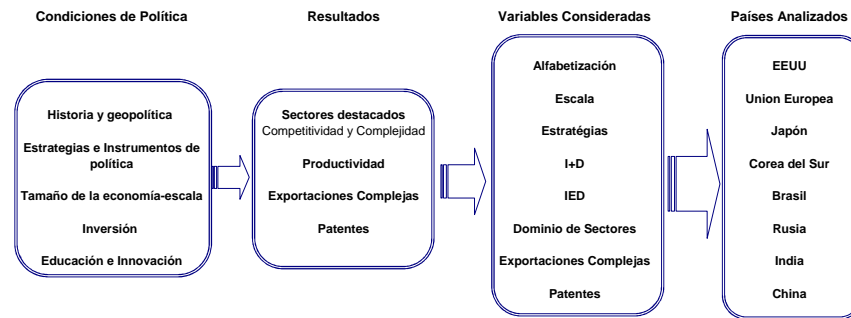 Condiciones de Política
Resultados
Variables Consideradas
Países Analizados
Historia y geopolítica
Estrategias e Instrumentos de
política
Tamaño de la economía-escala
Inversión
Educación e Innovación
Sectores destacados
Competitividad y Complejidad
Productividad
Exportaciones Complejas
Patentes
Alfabetización
Escala
Estratégias
I+D
IED
Dominio de Sectores
Exportaciones Complejas
Patentes
EEUU
Union Europea
Japón
Corea del Sur
Brasil
Rusia
India
China